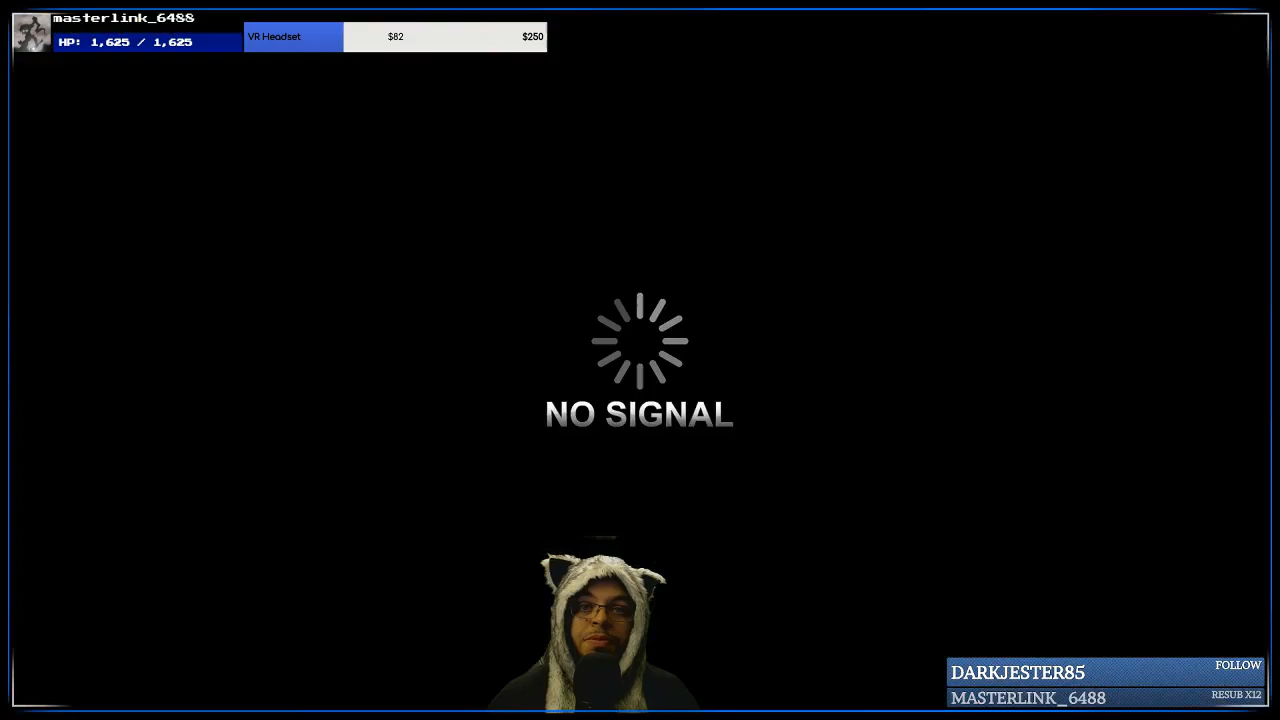 masterlink_6488
HP: 1,625 / 1,625
VR Headset $82 $250
NO SIGNAL
DARKJESTER85 FOLLOW
MASTERLINK_6488 RESUB X12